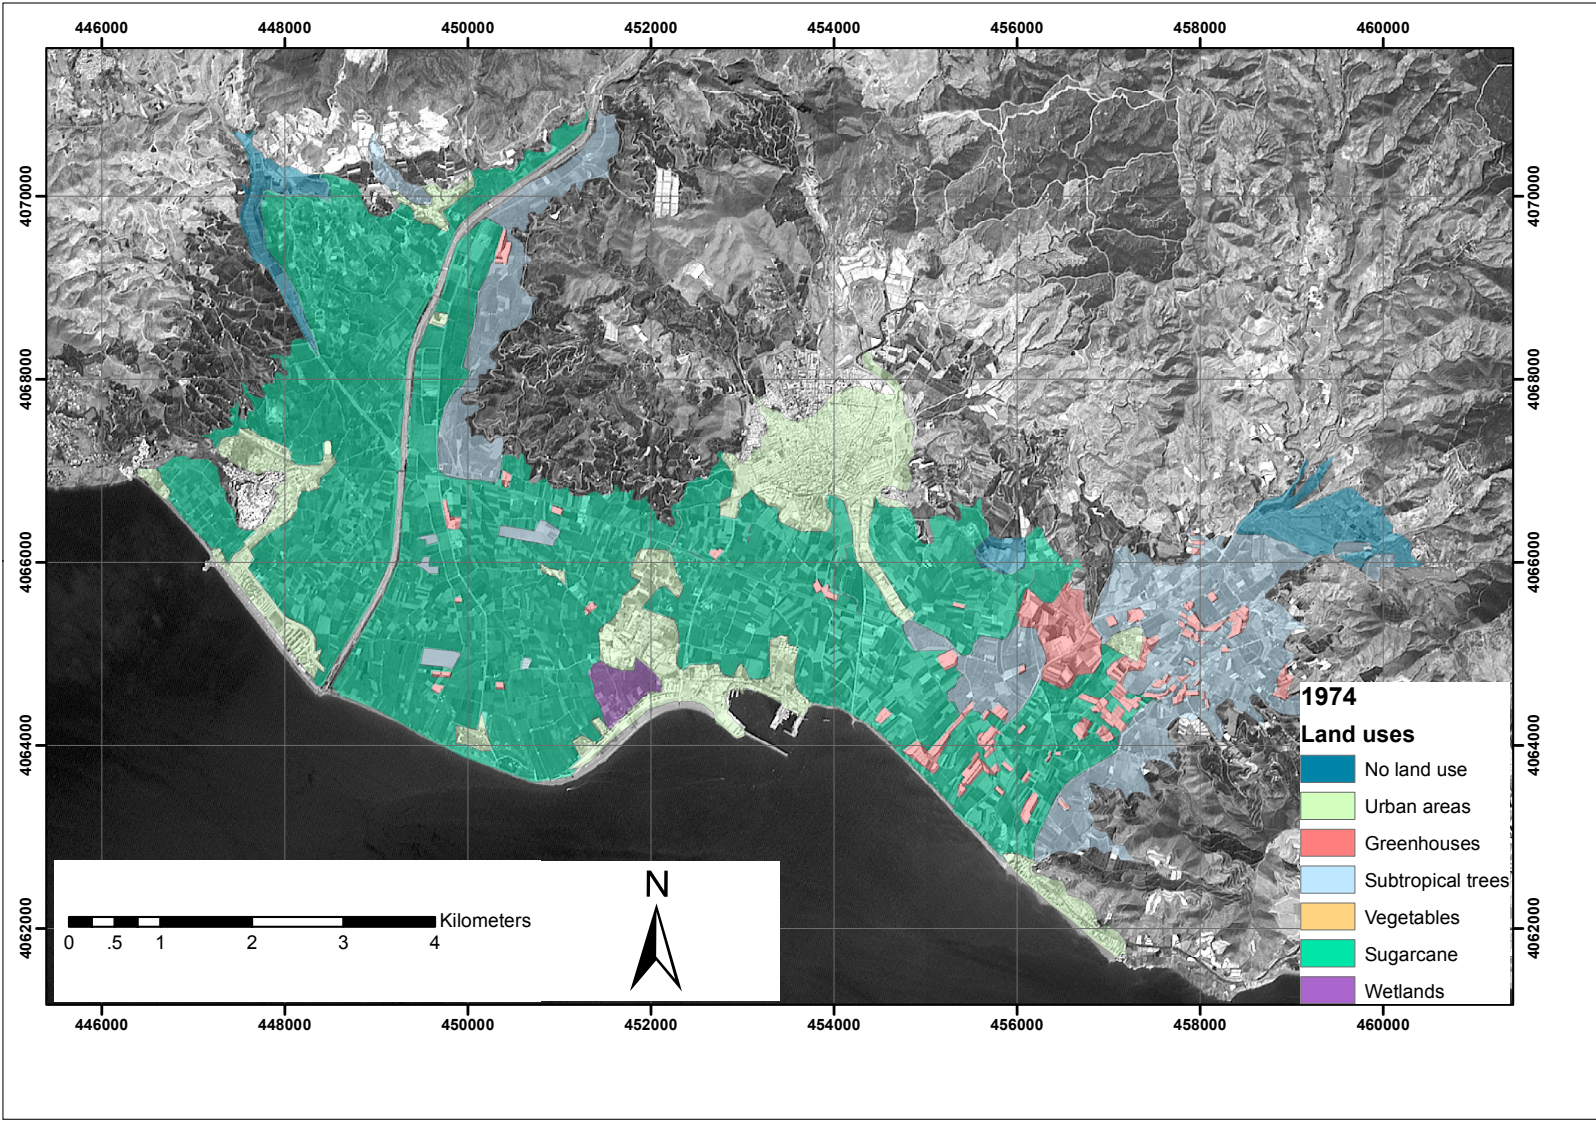 446000 448000 450000 452000 454000 456000 458000 460000
4070000 4070000
4068000 4068000
4066000 4066000
4064000 4064000
4062000 4062000
1974
Land uses
No land use
Urban areas
Greenhouses
Subtropical trees
Vegetables
Sugarcane
Wetlands
N
Kilometers
0 .5 1 2 3 4
446000 448000 450000 452000 454000 456000 458000 460000